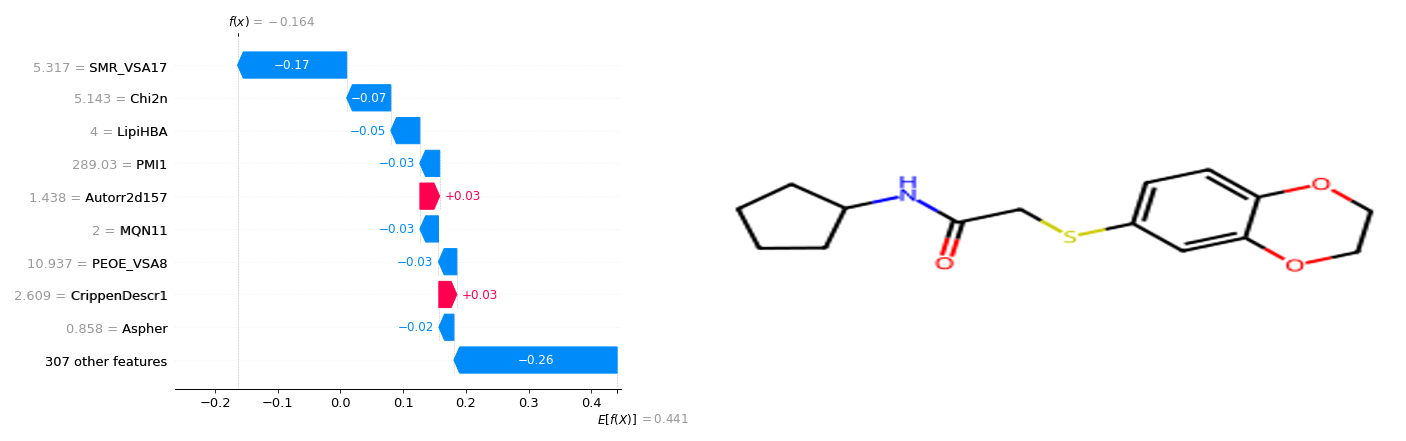 f(x) = −0.164
5.317 = SMR_VSA17
−0.17
5.143 = Chi2n
−0.07
4 = LipiHBA
−0.05
289.03 = PMI1
−0.03
1.438 = Autorr2d157
+0.03
2 = MQN11
−0.03
10.937 = PEOE_VSA8
−0.03
2.609 = CrippenDescr1
+0.03
0.858 = Aspher
−0.02
307 other features
−0.26
−0.2 −0.1 0.0 0.1 0.2 0.3 0.4
E[f(X)] = 0.441
H
N
O
S
O
O